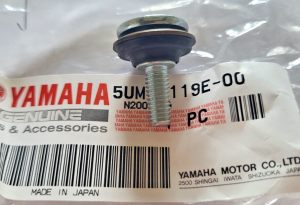 YAMAHA 5UM 119E-00
GENUINE N200
s & Accessories
PC
YAMAHA MOTOR CO.,LTD.
MADE IN JAPAN 2500 SHINGAI IWATA SHIZUOKA, JAPAN